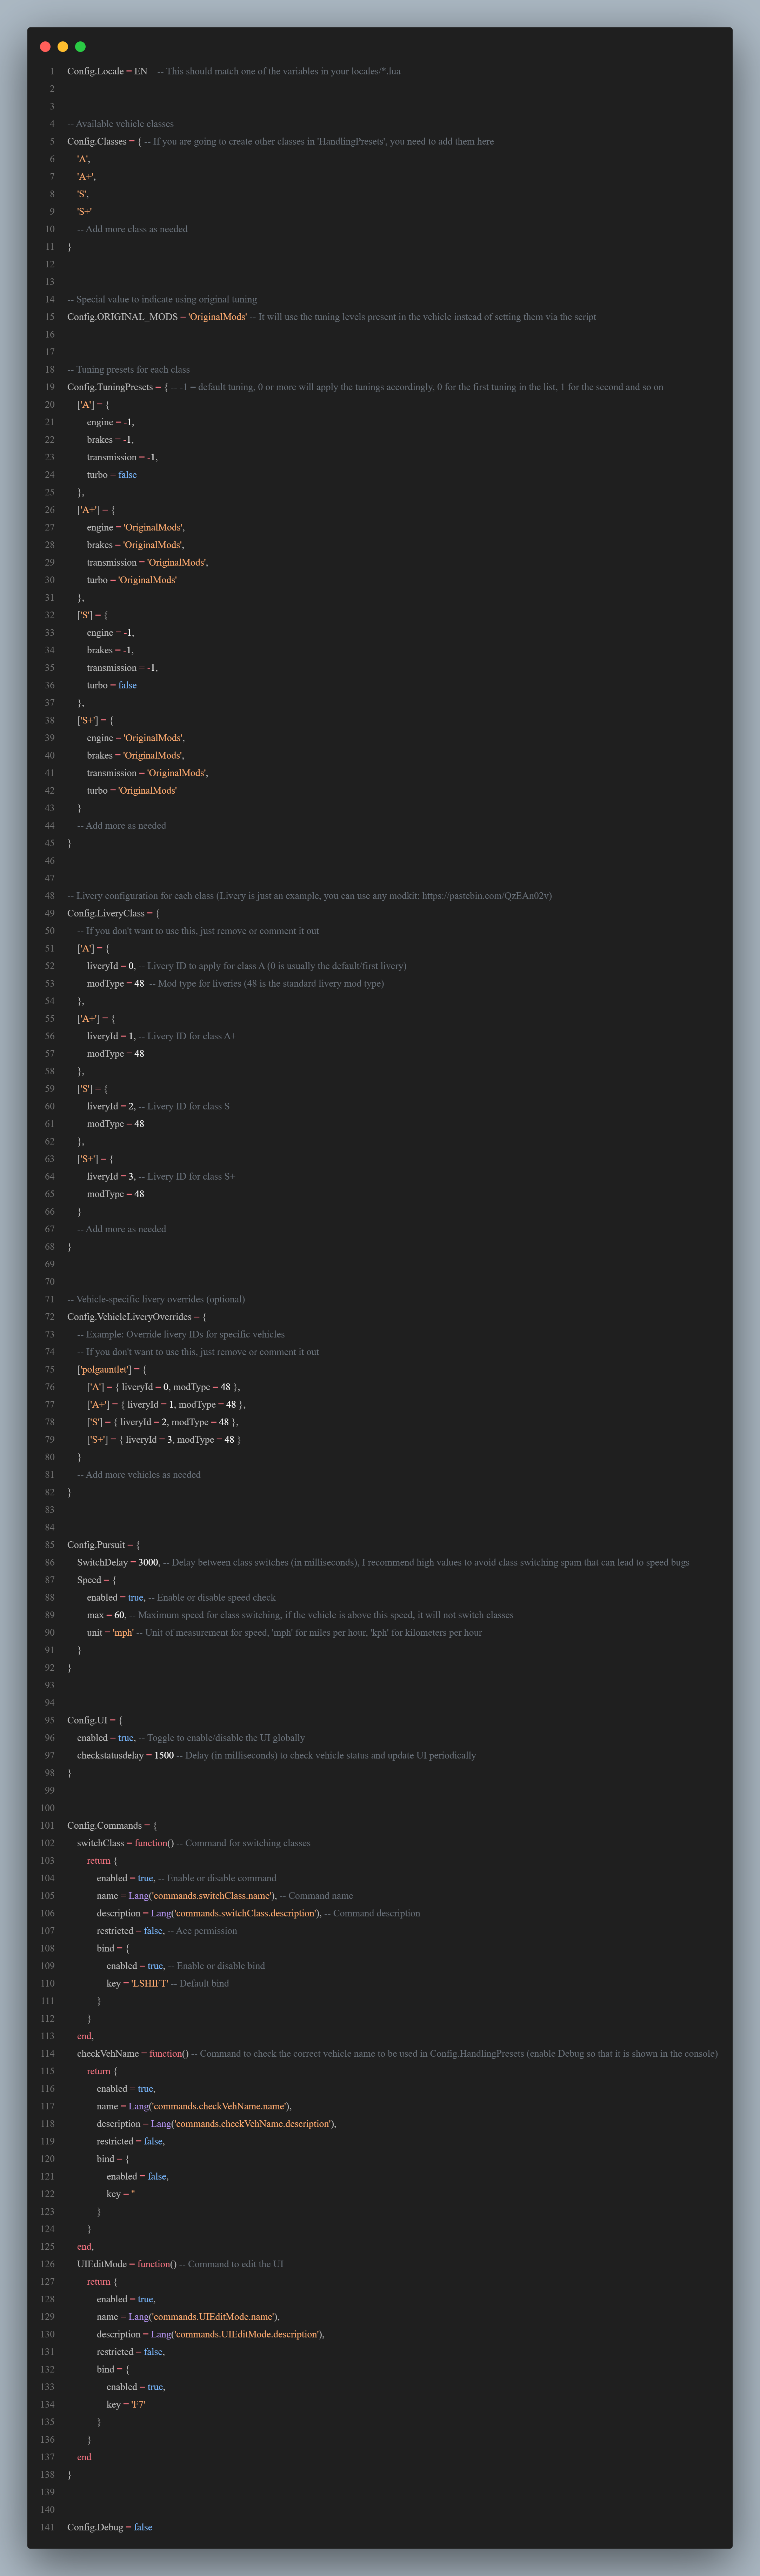 1 Config.Locale = EN    -- This should match one of the variables in your locales/*.lua
2
3
4 -- Available vehicle classes
5 Config.Classes = { -- If you are going to create other classes in 'HandlingPresets', you need to add them here
6     'A',
7     'A+',
8     'S',
9     'S+'
10     -- Add more class as needed
11 }
12
13
14 -- Special value to indicate using original tuning
15 Config.ORIGINAL_MODS = 'OriginalMods' -- It will use the tuning levels present in the vehicle instead of setting them via the script
16
17
18 -- Tuning presets for each class
19 Config.TuningPresets = { -- -1 = default tuning, 0 or more will apply the tunings accordingly, 0 for the first tuning in the list, 1 for the second and so on
20     ['A'] = {
21         engine = -1,
22         brakes = -1,
23         transmission = -1,
24         turbo = false
25     },
26     ['A+'] = {
27         engine = 'OriginalMods',
28         brakes = 'OriginalMods',
29         transmission = 'OriginalMods',
30         turbo = 'OriginalMods'
31     },
32     ['S'] = {
33         engine = -1,
34         brakes = -1,
35         transmission = -1,
36         turbo = false
37     },
38     ['S+'] = {
39         engine = 'OriginalMods',
40         brakes = 'OriginalMods',
41         transmission = 'OriginalMods',
42         turbo = 'OriginalMods'
43     }
44     -- Add more as needed
45 }
46
47
48 -- Livery configuration for each class (Livery is just an example, you can use any modkit: https://pastebin.com/QzEAn02v)
49 Config.LiveryClass = {
50     -- If you don't want to use this, just remove or comment it out
51     ['A'] = {
52         liveryId = 0, -- Livery ID to apply for class A (0 is usually the default/first livery)
53         modType = 48  -- Mod type for liveries (48 is the standard livery mod type)
54     },
55     ['A+'] = {
56         liveryId = 1, -- Livery ID for class A+
57         modType = 48
58     },
59     ['S'] = {
60         liveryId = 2, -- Livery ID for class S
61         modType = 48
62     },
63     ['S+'] = {
64         liveryId = 3, -- Livery ID for class S+
65         modType = 48
66     }
67     -- Add more as needed
68 }
69
70
71 -- Vehicle-specific livery overrides (optional)
72 Config.VehicleLiveryOverrides = {
73     -- Example: Override livery IDs for specific vehicles
74     -- If you don't want to use this, just remove or comment it out
75     ['polgauntlet'] = {
76         ['A'] = { liveryId = 0, modType = 48 },
77         ['A+'] = { liveryId = 1, modType = 48 },
78         ['S'] = { liveryId = 2, modType = 48 },
79         ['S+'] = { liveryId = 3, modType = 48 }
80     }
81     -- Add more vehicles as needed
82 }
83
84
85 Config.Pursuit = {
86     SwitchDelay = 3000, -- Delay between class switches (in milliseconds), I recommend high values to avoid class switching spam that can lead to speed bugs
87     Speed = {
88         enabled = true, -- Enable or disable speed check
89         max = 60, -- Maximum speed for class switching, if the vehicle is above this speed, it will not switch classes
90         unit = 'mph' -- Unit of measurement for speed, 'mph' for miles per hour, 'kph' for kilometers per hour
91     }
92 }
93
94
95 Config.UI = {
96     enabled = true, -- Toggle to enable/disable the UI globally
97     checkstatusdelay = 1500 -- Delay (in milliseconds) to check vehicle status and update UI periodically
98 }
99
100
101 Config.Commands = {
102     switchClass = function() -- Command for switching classes
103         return {
104             enabled = true, -- Enable or disable command
105             name = Lang('commands.switchClass.name'), -- Command name
106             description = Lang('commands.switchClass.description'), -- Command description
107             restricted = false, -- Ace permission
108             bind = {
109                 enabled = true, -- Enable or disable bind
110                 key = 'LSHIFT' -- Default bind
111             }
112         }
113     end,
114     checkVehName = function() -- Command to check the correct vehicle name to be used in Config.HandlingPresets (enable Debug so that it is shown in the console)
115         return {
116             enabled = true,
117             name = Lang('commands.checkVehName.name'),
118             description = Lang('commands.checkVehName.description'),
119             restricted = false,
120             bind = {
121                 enabled = false,
122                 key = ''
123             }
124         }
125     end,
126     UIEditMode = function() -- Command to edit the UI
127         return {
128             enabled = true,
129             name = Lang('commands.UIEditMode.name'),
130             description = Lang('commands.UIEditMode.description'),
131             restricted = false,
132             bind = {
133                 enabled = true,
134                 key = 'F7'
135             }
136         }
137     end
138 }
139
140
141 Config.Debug = false